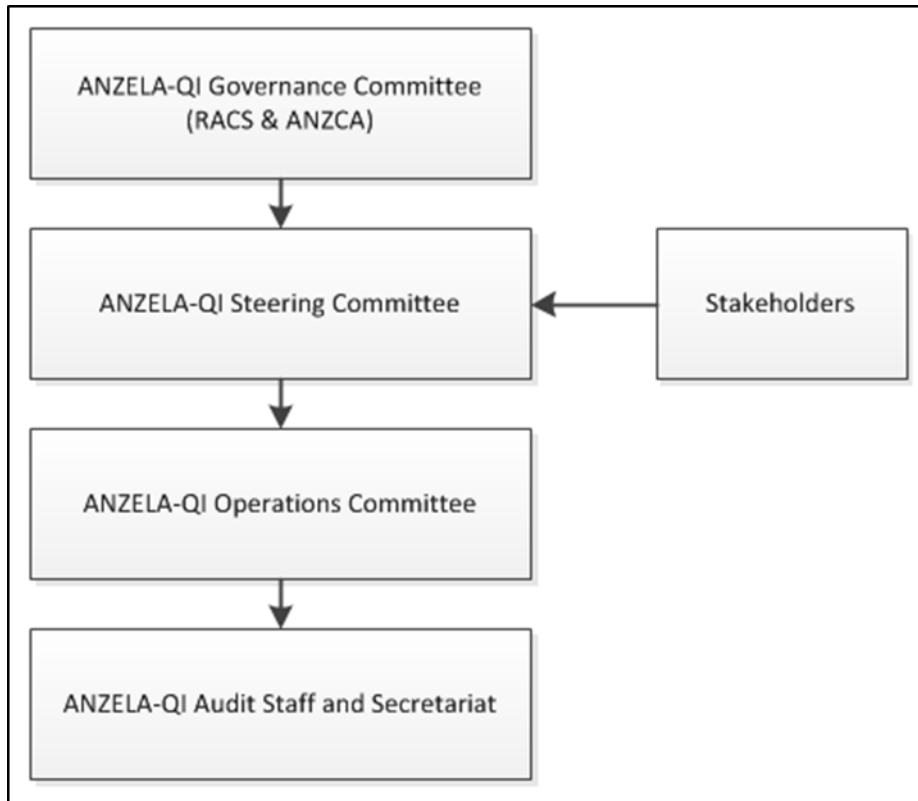 ANZELA-QI Governance Committee
(RACS & ANZCA)
ANZELA-QI Steering Committee
Stakeholders
ANZELA-QI Operations Committee
ANZELA-QI Audit Staff and Secretariat